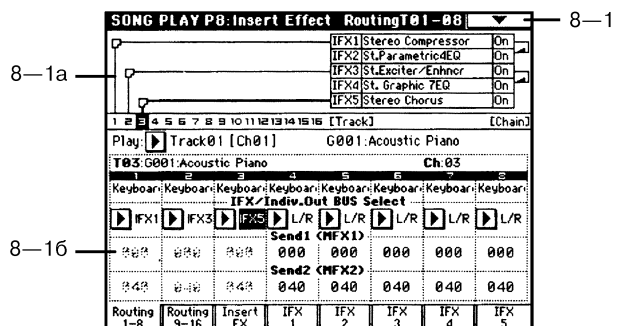 SONG PLAY P8:Insert Effect RoutingT01-08
8—1
IFX1 Stereo Compressor On
IFX2 St.Parametric4EQ On
IFX3 St.Exciter/Enhncr On
IFX4 St. Graphic 7EQ On
IFX5 Stereo Chorus On
8—1a
1 2 3 4 5 6 7 8 9 10 11 12 13 14 15 16 [Track] [Chain]
Play: Track01 [Ch01] G001:Acoustic Piano
T03:G001:Acoustic Piano Ch:03
1 2 3 4 5 6 7 8
Keyboar Keyboar Keyboar Keyboar Keyboar Keyboar Keyboar Keyboar
IFX/Indiv.Out BUS Select
IFX1 IFX3 IFX5 L/R L/R L/R L/R L/R
Send1 (MFX1)
8—1б
000 000 000 000 000 000 000 000
Send2 (MFX2)
040 040 040 040 040 040 040 040
Routing 1-8 Routing 9-16 Insert FX IFX 1 IFX 2 IFX 3 IFX 4 IFX 5